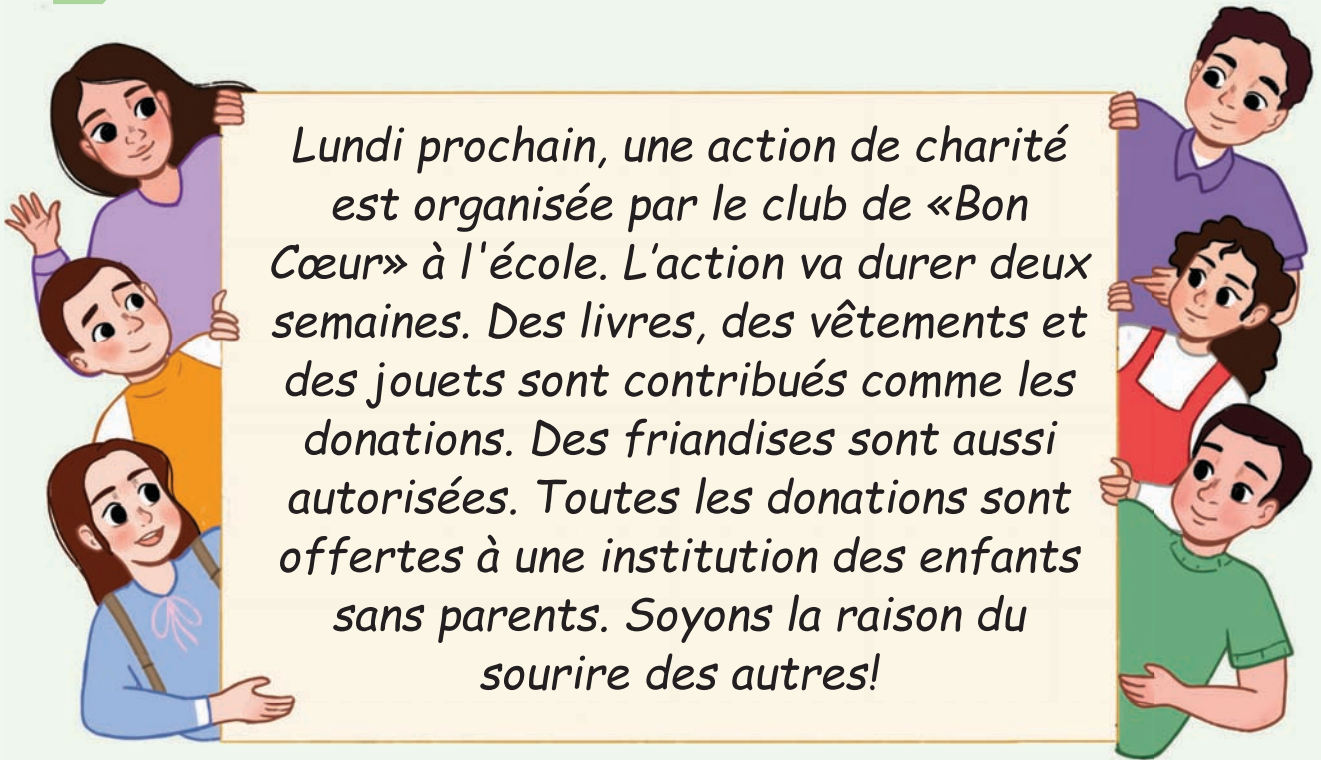 Lundi prochain, une action de charité
est organisée par le club de «Bon
Cœur» à l'école. L’action va durer deux
semaines. Des livres, des vêtements et
des jouets sont contribués comme les
donations. Des friandises sont aussi
autorisées. Toutes les donations sont
offertes à une institution des enfants
sans parents. Soyons la raison du
sourire des autres!